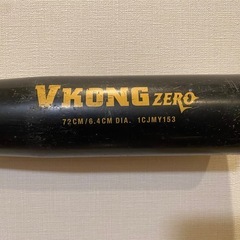 VKONG ZERO
72CM/6.4CM DIA. 1CJMY153